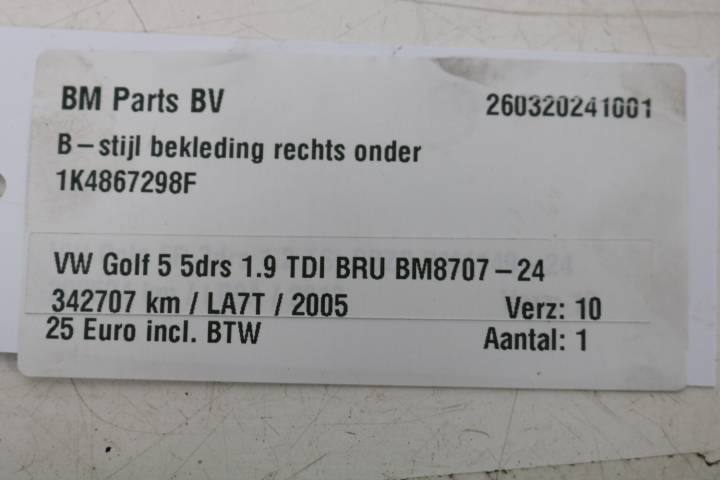 BM Parts BV 260320241001
B-stijl bekleding rechts onder
1K4867298F
VW Golf 5 5drs 1.9 TDI BRU BM8707-24
342707 km / LA7T / 2005 Verz: 10
25 Euro incl. BTW Aantal: 1